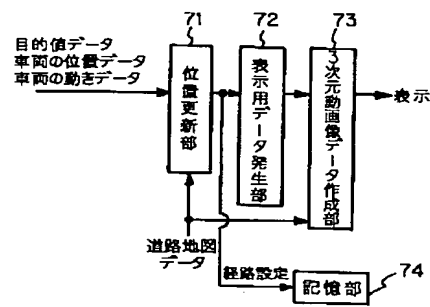 71
72
73
目的値データ
車両の位置データ
車両の動きデータ
位置更新部
表示用データ発生部
3次元動画像データ作成部
表示
道路地図
データ
経路設定
記憶部
74